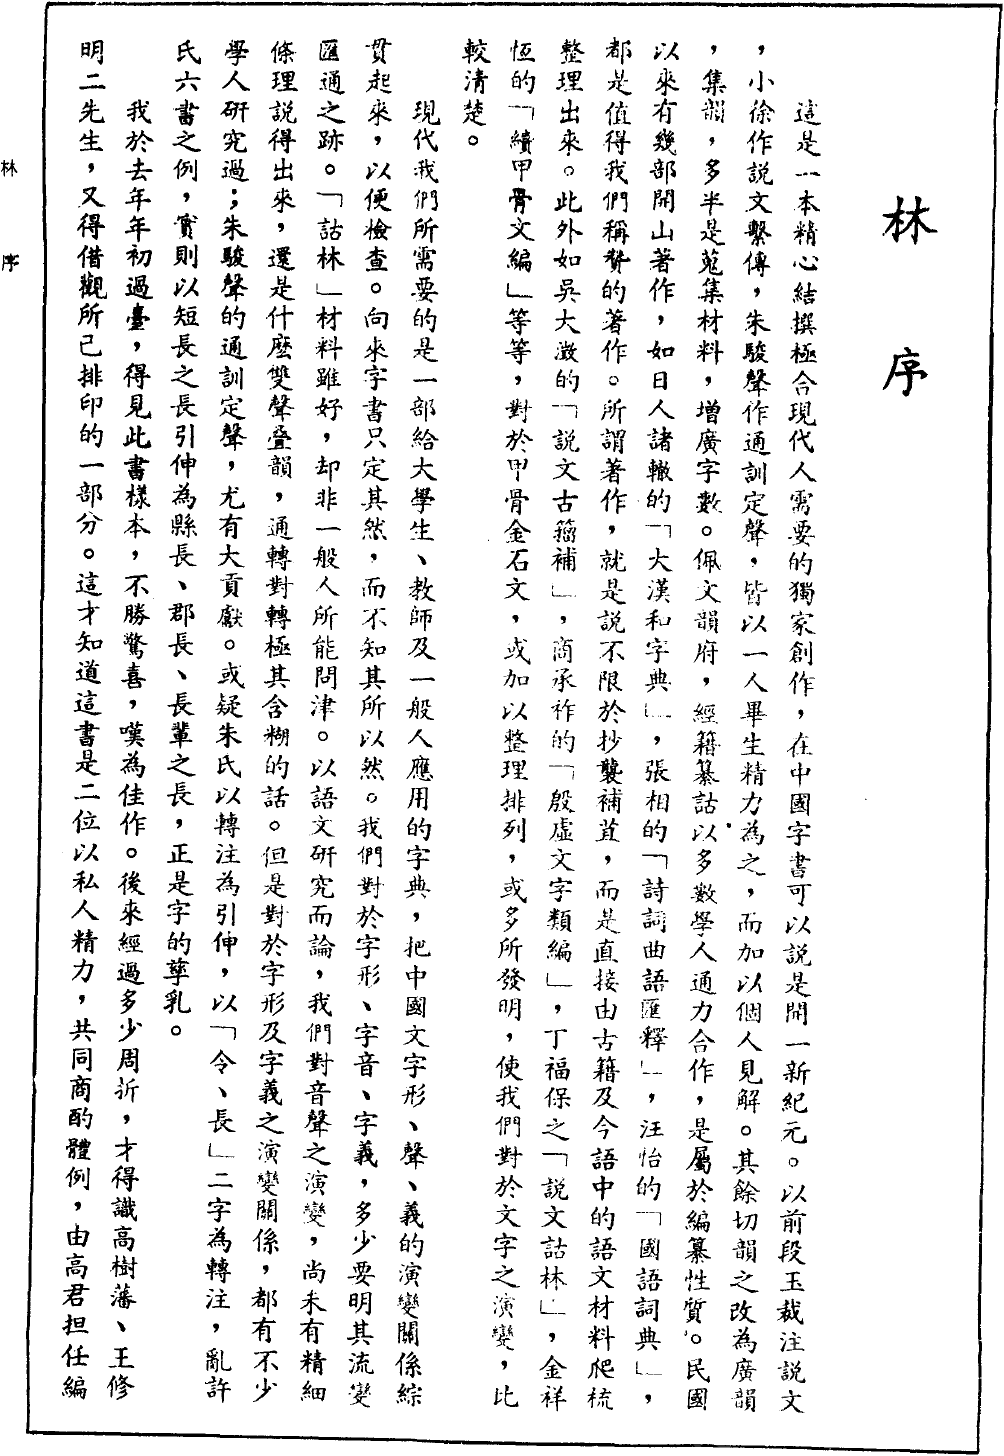 林序
這是一本精心結撰極合現代人需要的獨家創作，在中國字書可以說是開一新紀元。以前段玉裁注說文
，小徐作說文繫傳，朱駿聲作通訓定聲，皆以一人畢生精力為之，而加以個人見解。其餘切韻之改為廣韻
，集韻，多半是蒐集材料，增廣字數。佩文韻府，經籍纂詁以多數學人通力合作，是屬於編纂性質。民國
以來有幾部開山著作，如日人諸轍的「大漢和字典」，張相的「詩詞曲語匯釋」，汪怡的「國語詞典」，
都是值得我們稱贊的著作。所謂著作，就是說不限於抄襲補苴，而是直接由古籍及今語中的語文材料爬梳
整理出來。此外如吳大澂的「說文古籀補」，商承祚的「殷虛文字類編」，丁福保之「說文詁林」，金祥
恆的「續甲骨文編」等等，對於甲骨金石文，或加以整理排列，或多所發明，使我們對於文字之演變，比
較清楚。
現代我們所需要的是一部給大學生、教師及一般人應用的字典，把中國文字形、聲、義的演變關係綜
貫起來，以便檢查。向來字書只定其然，而不知其所以然。我們對於字形、字音、字義，多少要明其流變
匯通之跡。「詁林」材料雖好，却非一般人所能問津。以語文研究而論，我們對音聲之演變，尚未有精細
條理說得出來，還是什麼雙聲疊韻，通轉對轉極其含糊的話。但是對於字形及字義之演變關係，都有不少
學人研究過；朱駿聲的通訓定聲，尤有大貢獻。或疑朱氏以轉注為引伸，以「令、長」二字為轉注，亂許
氏六書之例，實則以短長之長引伸為縣長、郡長、長輩之長，正是字的孳乳。
我於去年年初過臺，得見此書樣本，不勝驚喜，嘆為佳作。後來經過多少周折，才得識高樹藩、王修
明二先生，又得借觀所已排印的一部分。這才知道這書是二位以私人精力，共同商酌體例，由高君担任編
林序